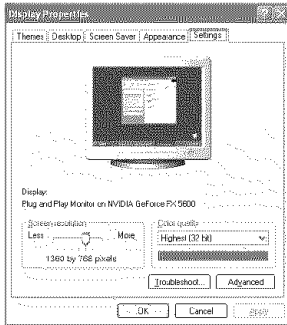 Display Properties
Themes Desktop Screen Saver Appearance Settings
Display:
Plug and Play Monitor on NVIDIA GeForce FX 5600
Screen resolution
Less More
1360 by 768 pixels
Color quality
Highest (32 bit)
Troubleshoot... Advanced
OK Cancel Apply